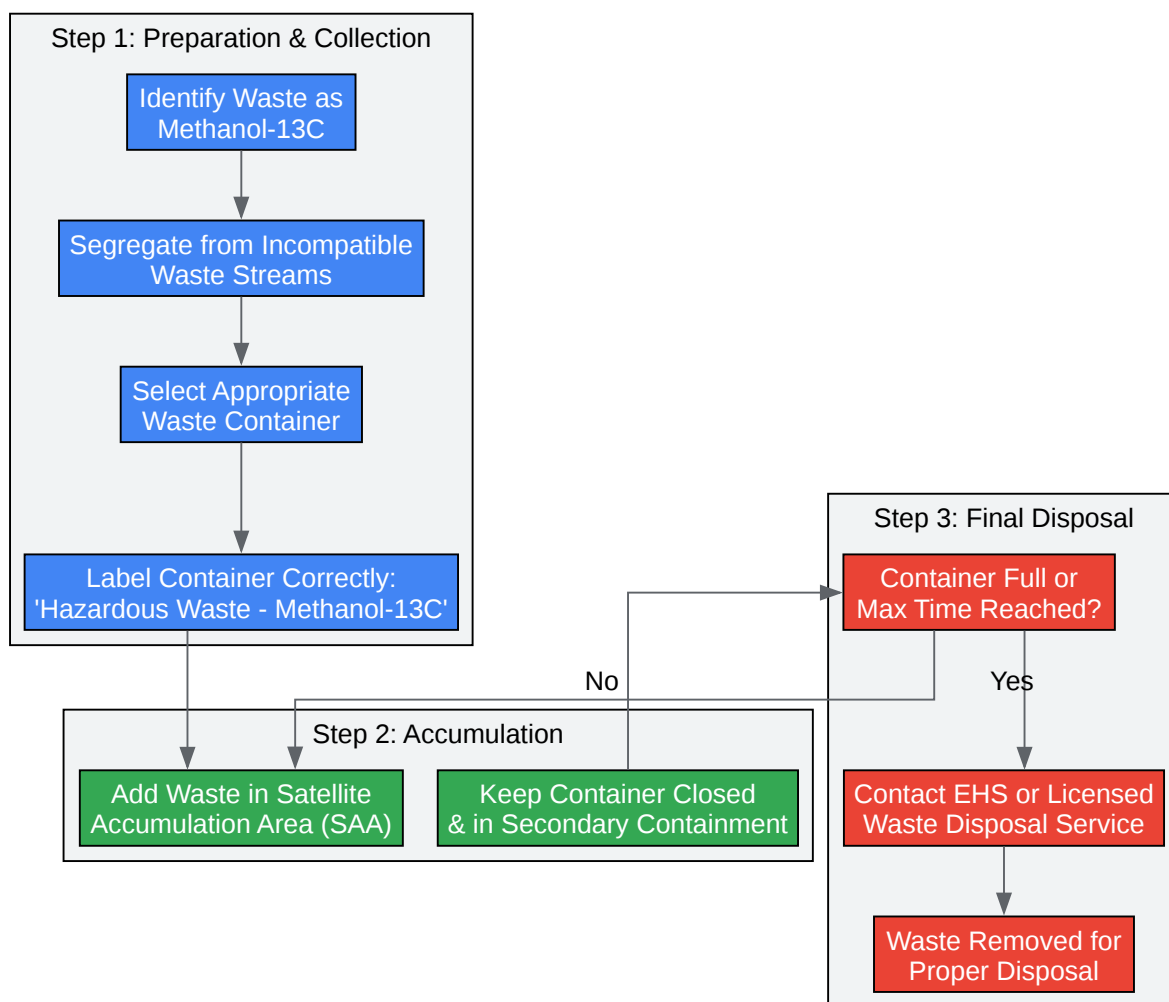 Step 1: Preparation & Collection
Identify Waste as
Methanol-13C
Segregate from Incompatible
Waste Streams
Select Appropriate
Waste Container
Label Container Correctly:
'Hazardous Waste - Methanol-13C'
Step 2: Accumulation
Add Waste in Satellite
Accumulation Area (SAA)
Keep Container Closed
& in Secondary Containment
Step 3: Final Disposal
Container Full or
Max Time Reached?
No
Yes
Contact EHS or Licensed
Waste Disposal Service
Waste Removed for
Proper Disposal